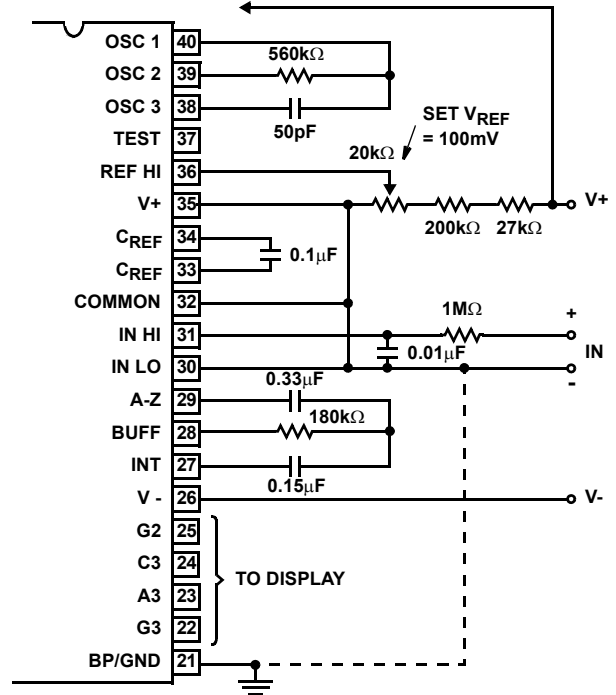 OSC 1 40
OSC 2 39
OSC 3 38
TEST 37
REF HI 36
V+ 35
CREF 34
CREF 33
COMMON 32
IN HI 31
IN LO 30
A-Z 29
BUFF 28
INT 27
V - 26
G2 25
C3 24
A3 23
G3 22
BP/GND 21
560kΩ
50pF
SET VREF
= 100mV
20kΩ
200kΩ 27kΩ
V+
0.1μF
1MΩ
+
IN
-
0.01μF
0.33μF
180kΩ
0.15μF
V-
TO DISPLAY